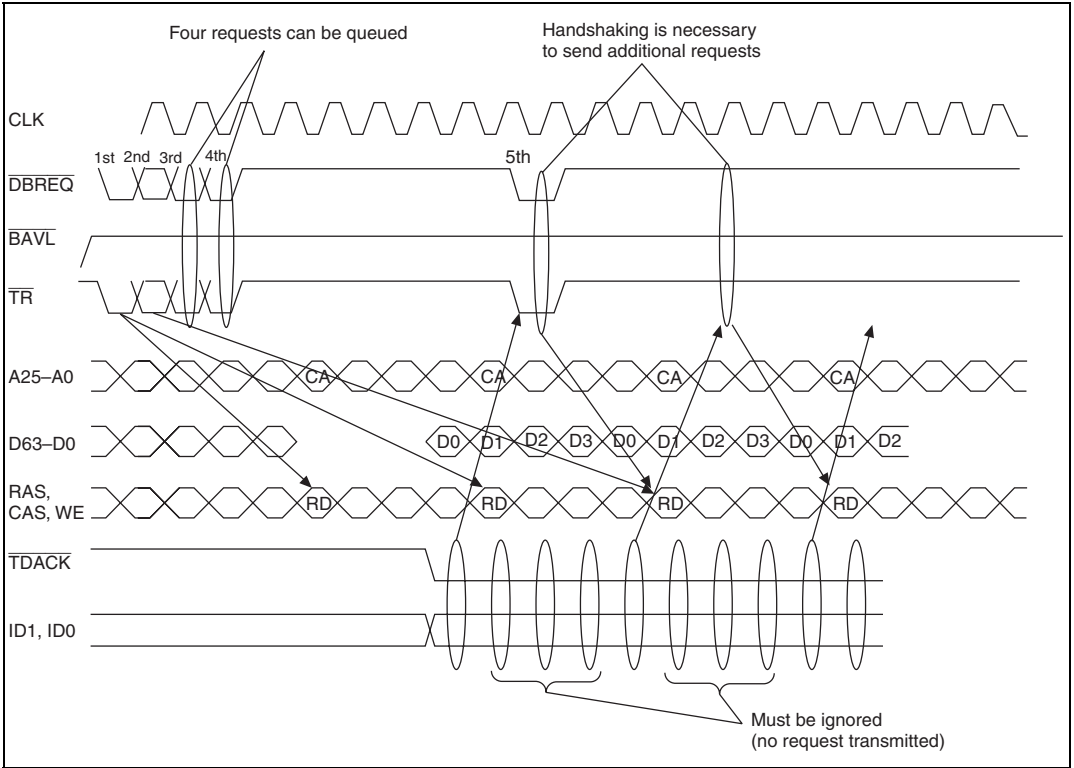 Four requests can be queued
Handshaking is necessary
to send additional requests
CLK
1st 2nd 3rd 4th 5th
DBREQ
BAVL
TR
A25–A0 CA CA CA CA
D63–D0 D0 D1 D2 D3 D0 D1 D2 D3 D0 D1 D2
RAS,
CAS, WE RD RD RD RD
TDACK
ID1, ID0
Must be ignored
(no request transmitted)